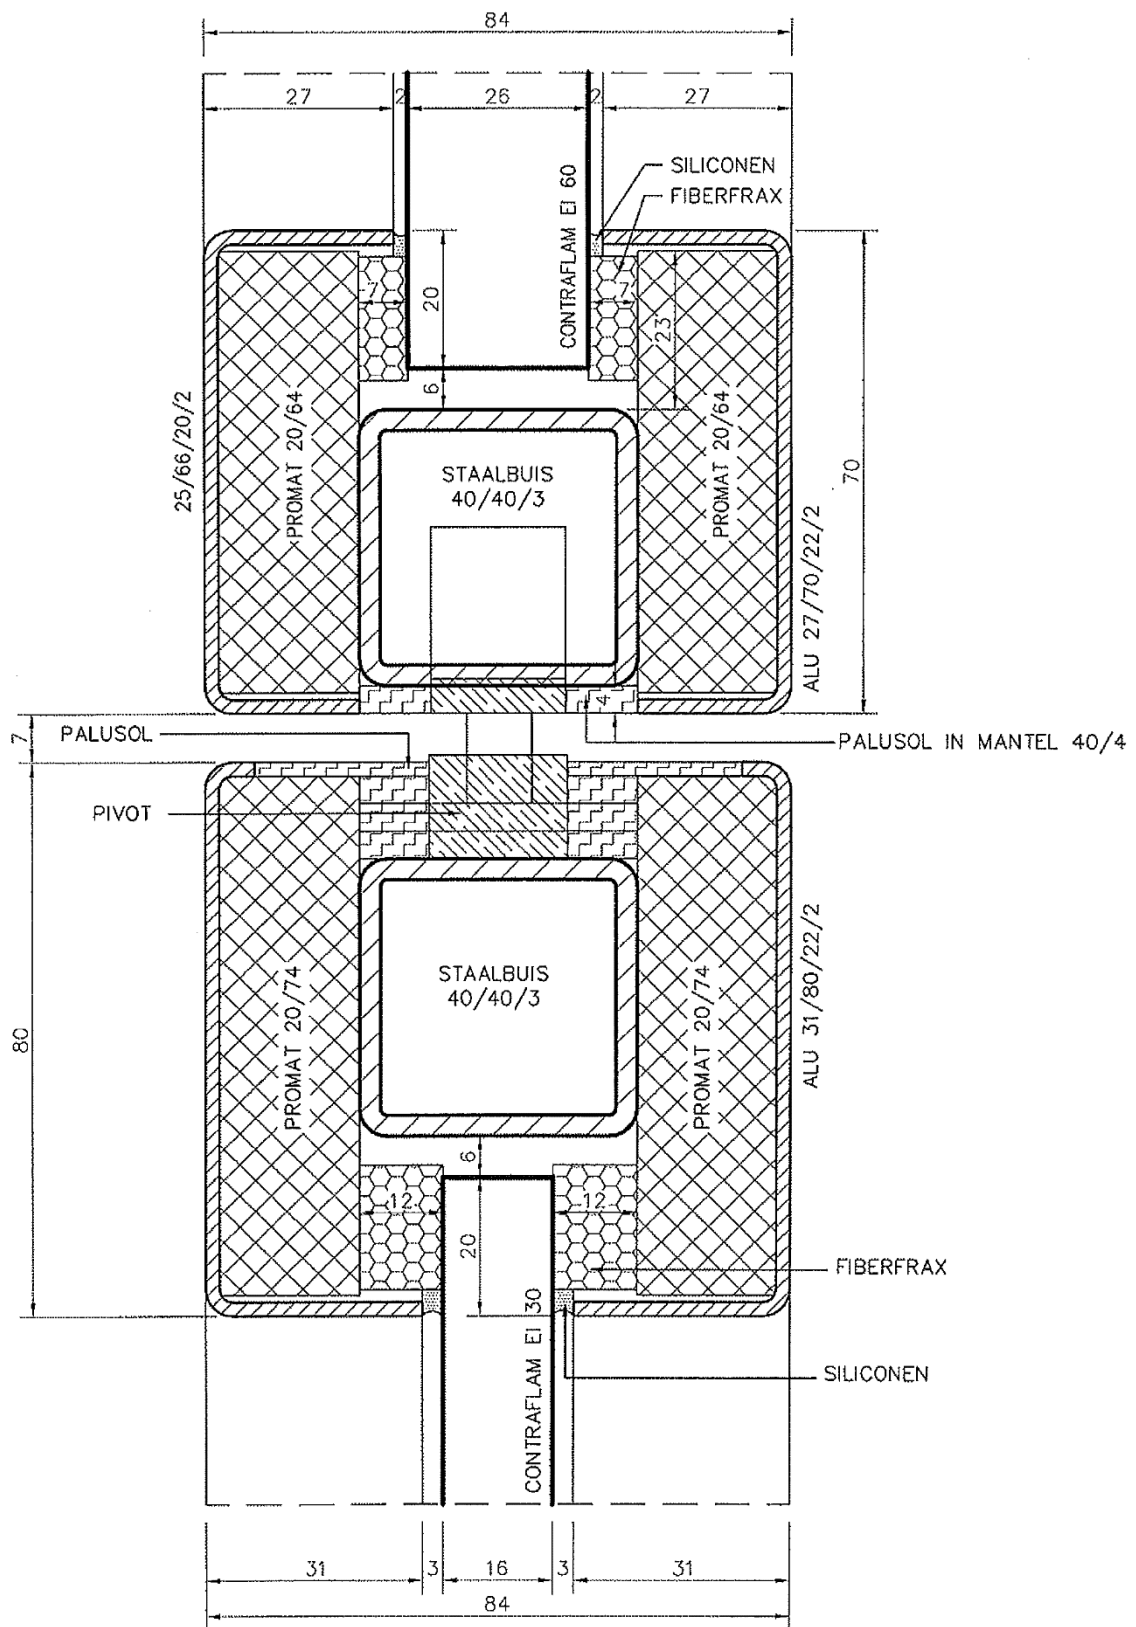 84
27
2
26
2
27
SILICONEN
FIBERFRAX
CONTRAFLAM EI 60
7
20
7
23
6
25/66/20/2
PROMAT 20/64
STAALBUIS
40/40/3
PROMAT 20/64
70
ALU 27/70/22/2
4
7
PALUSOL
PALUSOL IN MANTEL 40/4
PIVOT
STAALBUIS
40/40/3
PROMAT 20/74
PROMAT 20/74
ALU 31/80/22/2
80
6
12
12
20
FIBERFRAX
CONTRAFLAM EI 30
SILICONEN
31
3
16
3
31
84